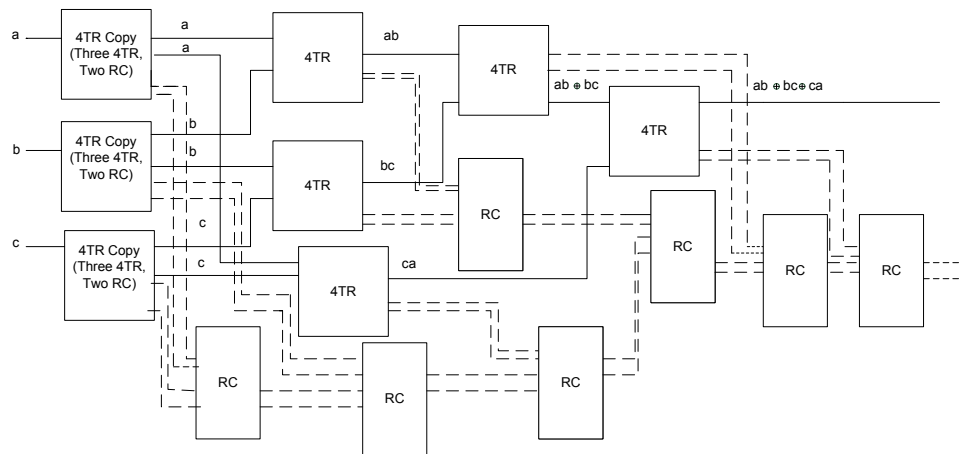 a
4TR Copy
(Three 4TR,
Two RC)
a
a
4TR
ab
4TR
ab ⊕ bc
4TR
ab ⊕ bc ⊕ ca
b
4TR Copy
(Three 4TR,
Two RC)
b
b
4TR
bc
RC
RC
RC
RC
c
4TR Copy
(Three 4TR,
Two RC)
c
c
4TR
ca
RC
RC
RC